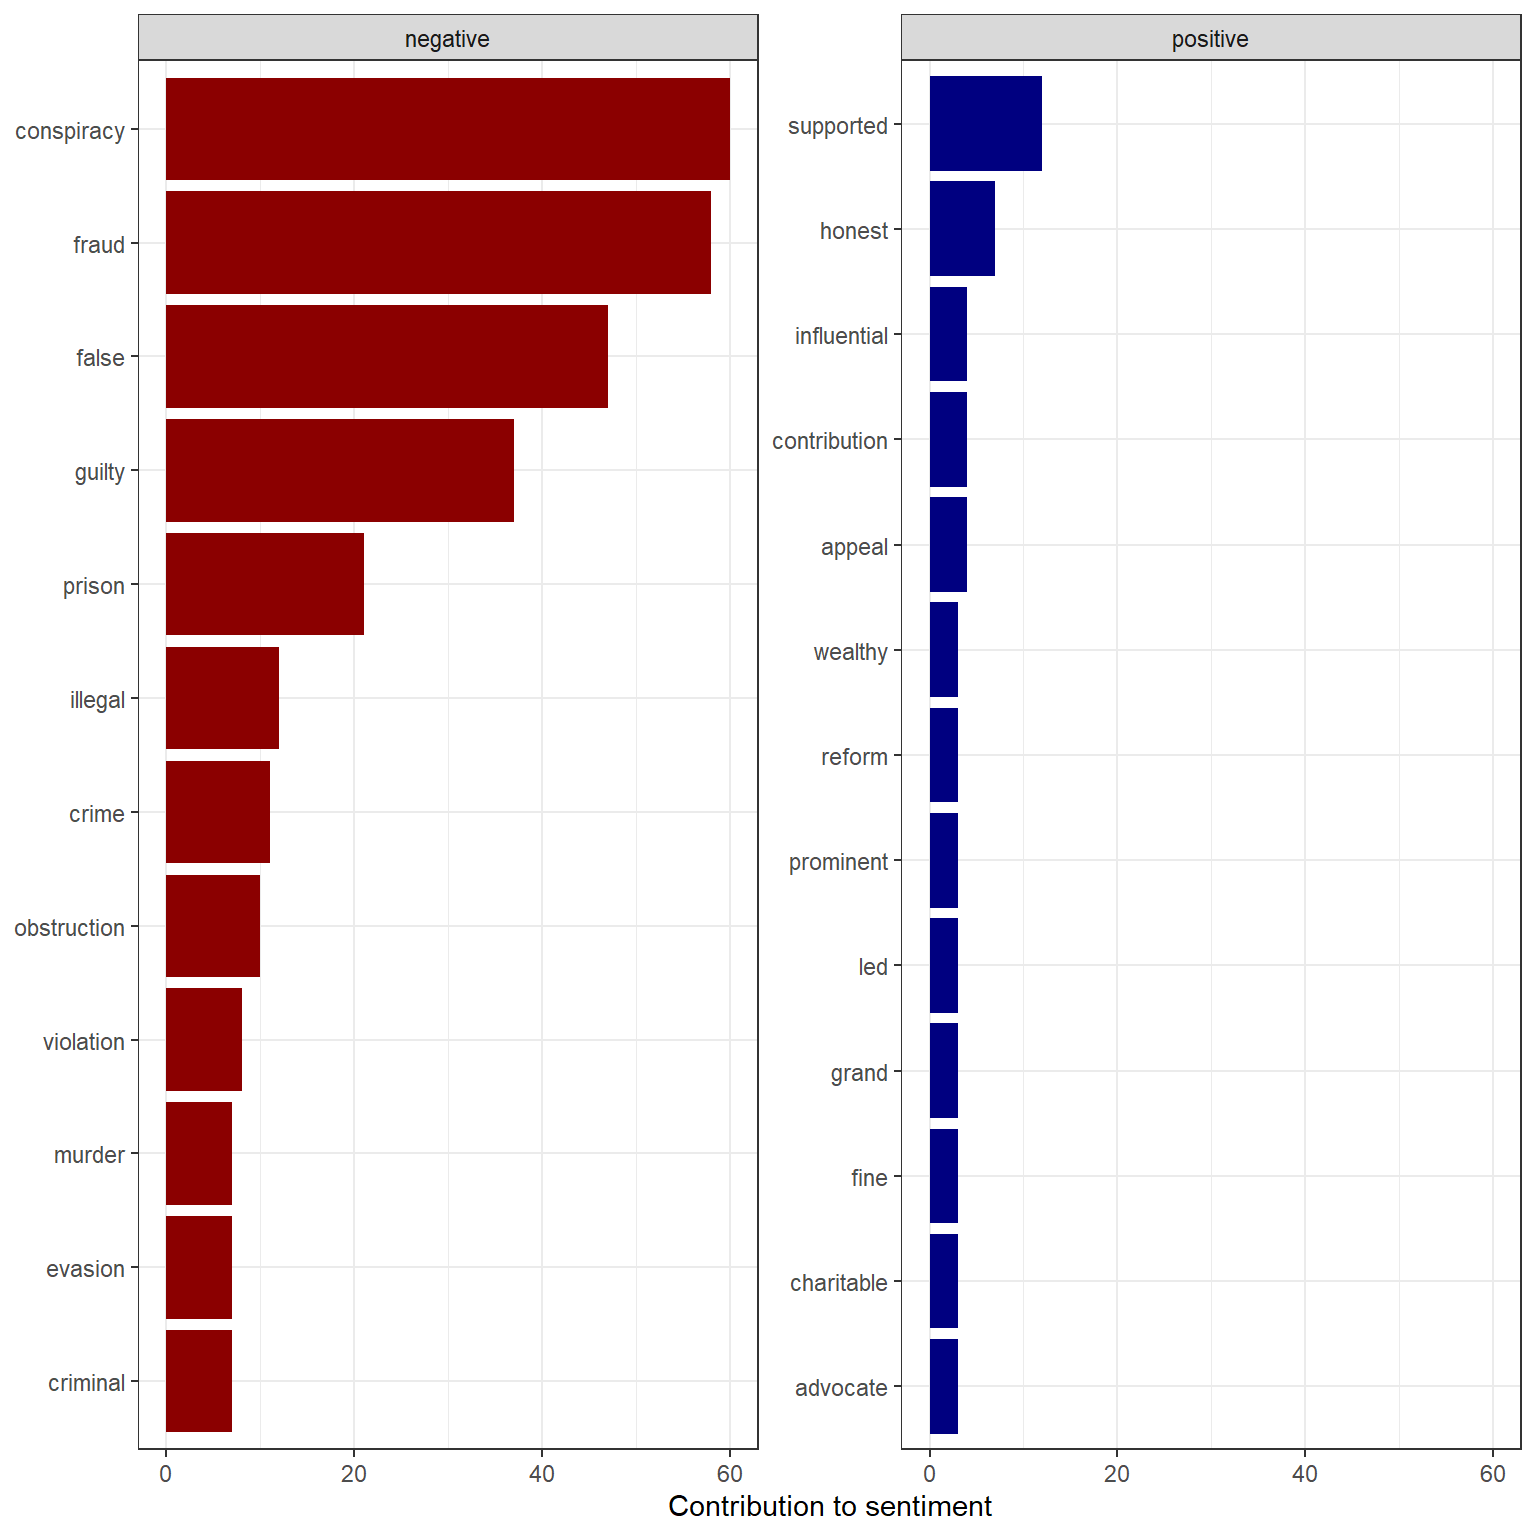 negative
conspiracy
fraud
false
guilty
prison
illegal
crime
obstruction
violation
murder
evasion
criminal
0 20 40 60
positive
supported
honest
influential
contribution
appeal
wealthy
reform
prominent
led
grand
fine
charitable
advocate
0 20 40 60
Contribution to sentiment